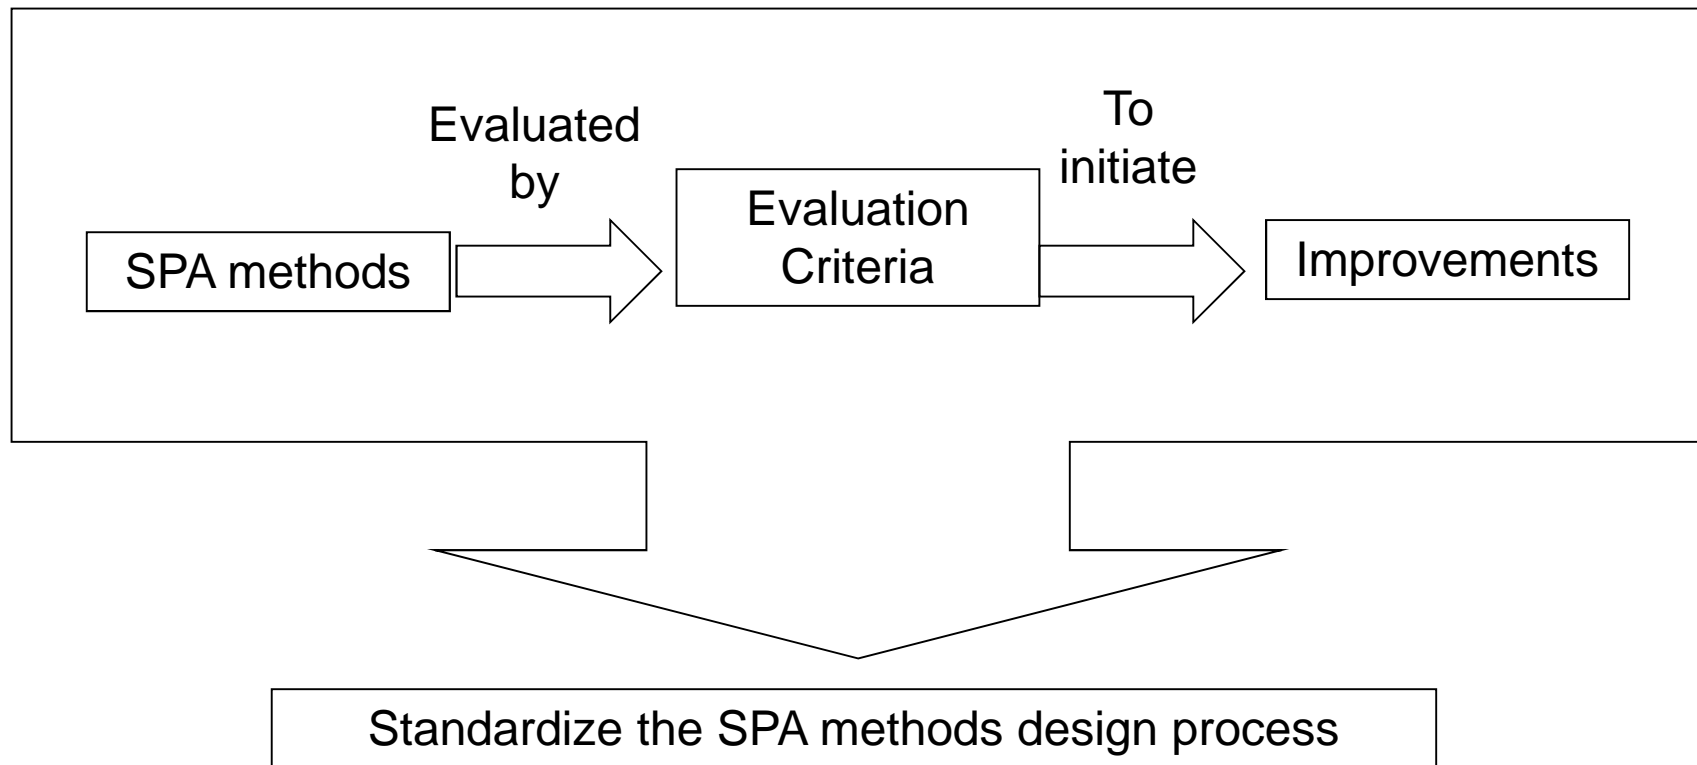 Evaluated
by
To
initiate
SPA methods
Evaluation
Criteria
Improvements
Standardize the SPA methods design process